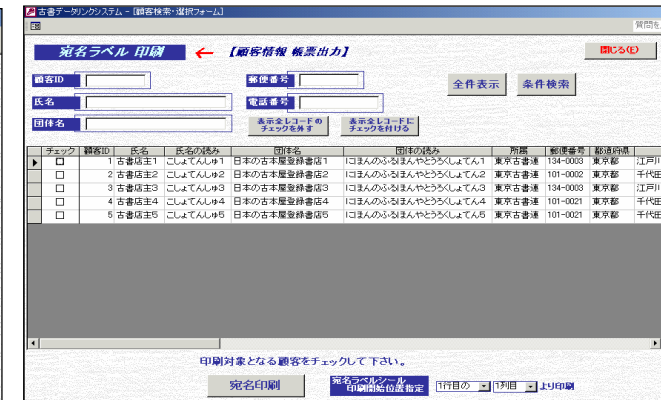 古書データリンクシステム - [顧客検索・選択フォーム]
質問を
宛名ラベル 印刷 ← 【顧客情報 帳票出力】 閉じる(E)
顧客ID 郵便番号 全件表示 条件検索
氏名 電話番号
団体名 表示全レコードのチェックを外す 表示全レコードにチェックを付ける
チェック 顧客ID 氏名 氏名の読み 団体名 団体の読み 所属 郵便番号 都道府県
1 古書店主1 こしょてんしゅ1 日本の古本屋登録書店1 にほんのふるほんやとうろくしょてん1 東京古書連 134-0003 東京都 江戸川
2 古書店主2 こしょてんしゅ2 日本の古本屋登録書店2 にほんのふるほんやとうろくしょてん2 東京古書連 101-0002 東京都 千代田
3 古書店主3 こしょてんしゅ3 日本の古本屋登録書店3 にほんのふるほんやとうろくしょてん3 東京古書連 134-0003 東京都 江戸川
4 古書店主4 こしょてんしゅ4 日本の古本屋登録書店4 にほんのふるほんやとうろくしょてん4 東京古書連 101-0021 東京都 千代田
5 古書店主5 こしょてんしゅ5 日本の古本屋登録書店5 にほんのふるほんやとうろくしょてん5 東京古書連 101-0021 東京都 千代田
印刷対象となる顧客をチェックして下さい。
宛名印刷 宛名ラベルシール印刷開始位置指定 1行目の 1列目 より印刷